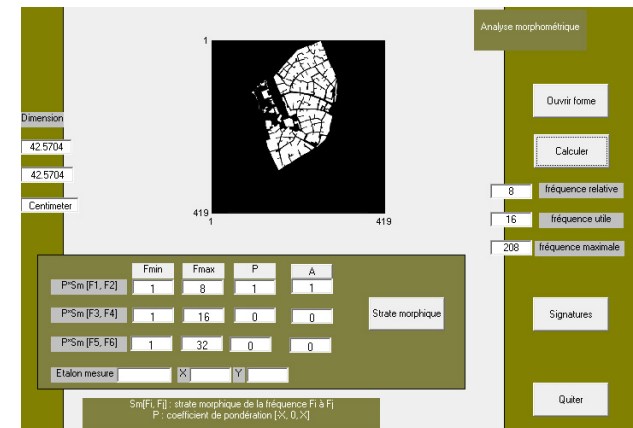 Analyse morphométrique
1
Ouvrir forme
Dimension
42.5704
Calculer
42.5704
8 fréquence relative
Centimeter
419
1 419
16 fréquence utile
208 fréquence maximale
Fmin Fmax P A
P*Sm [F1, F2] 1 8 1 1
P*Sm [F3, F4] 1 16 0 0
Strate morphique
Signatures
P*Sm [F5, F6] 1 32 0 0
Etalon mesure X Y
Sm[Fi, Fj] : strate morphique de la fréquence Fi à Fj
P : coefficient de pondération [-X, 0, X]
Quiter